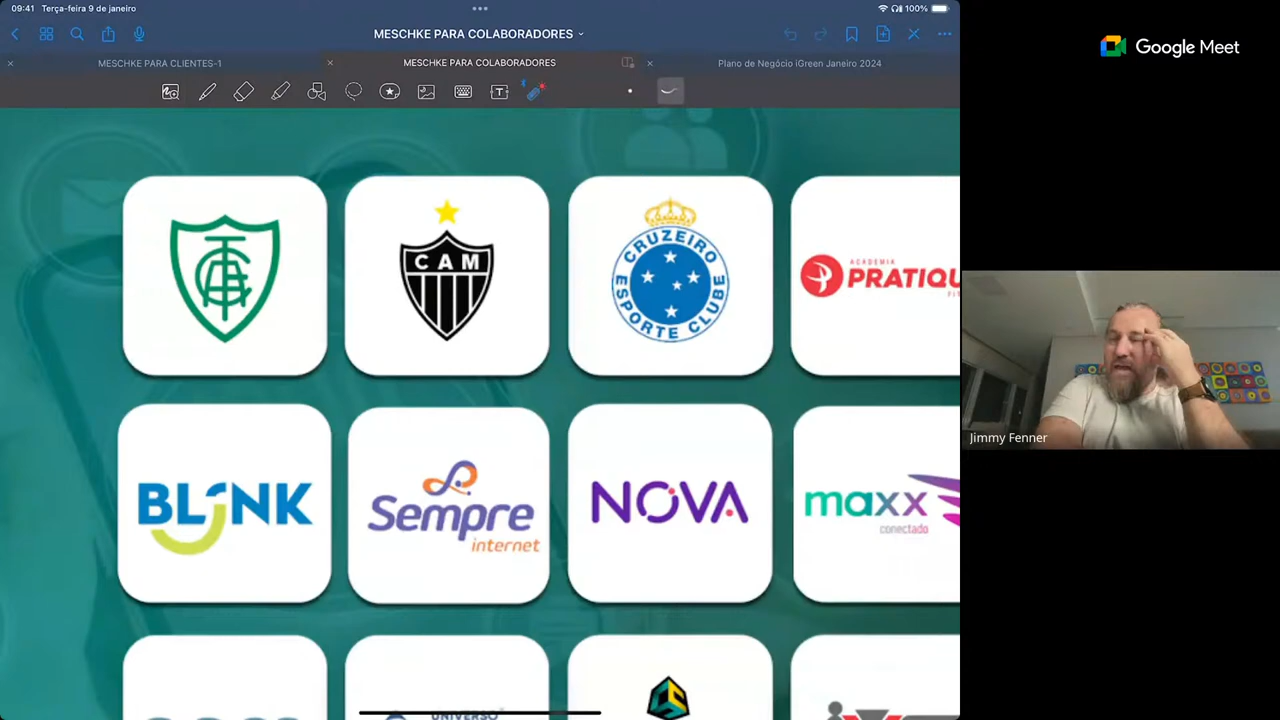 09:41 Terça-feira 9 de janeiro
100%
MESCHKE PARA COLABORADORES
MESCHKE PARA CLIENTES-1
MESCHKE PARA COLABORADORES
Plano de Negócio iGreen Janeiro 2024
Google Meet
CAM
CRUZEIRO
ESPORTE CLUBE
ACADEMIA
PRATIQU
BLINK
Sempre
internet
NOVA
maxx
conectado
UNIVERSO
Jimmy Fenner